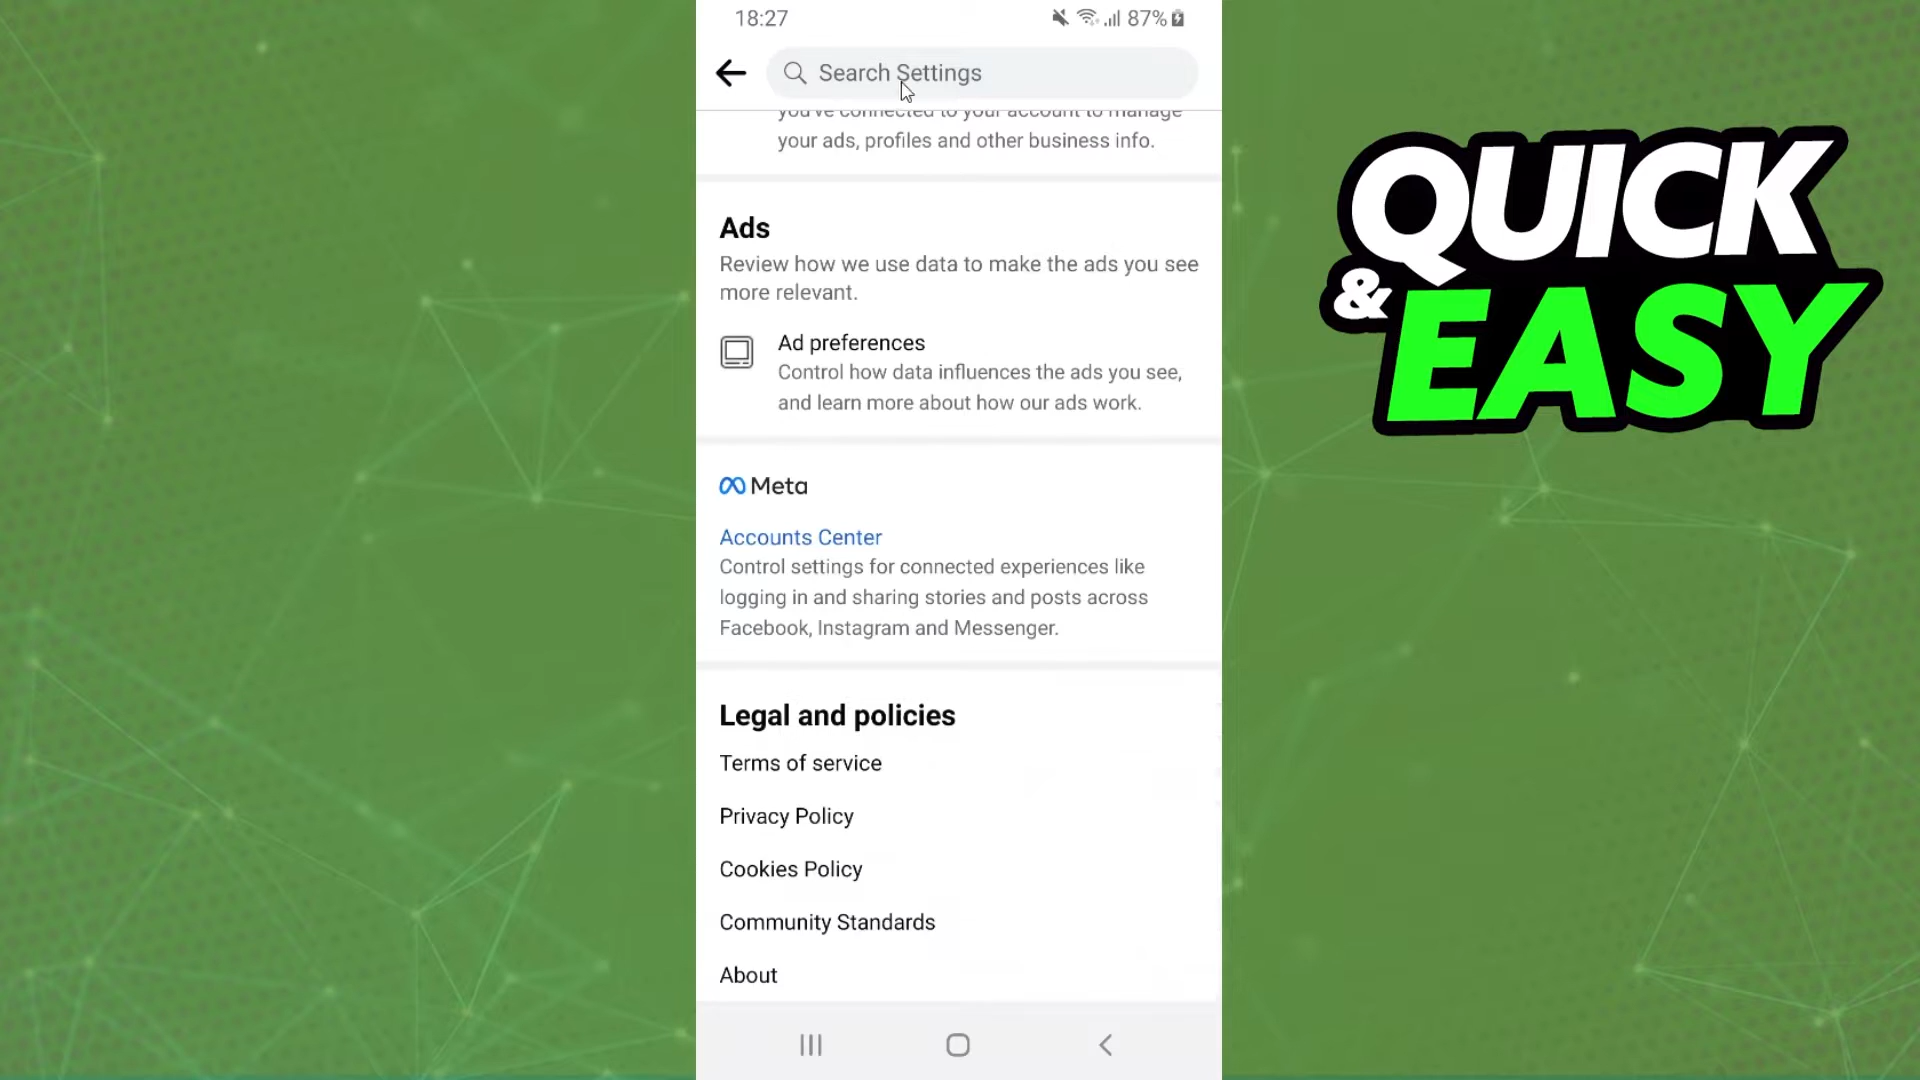 18:27
87%
Search Settings
you've connected to your account to manage
your ads, profiles and other business info.
Ads
Review how we use data to make the ads you see
more relevant.
Ad preferences
Control how data influences the ads you see,
and learn more about how our ads work.
Meta
Accounts Center
Control settings for connected experiences like
logging in and sharing stories and posts across
Facebook, Instagram and Messenger.
Legal and policies
Terms of service
Privacy Policy
Cookies Policy
Community Standards
About
QUICK
& EASY